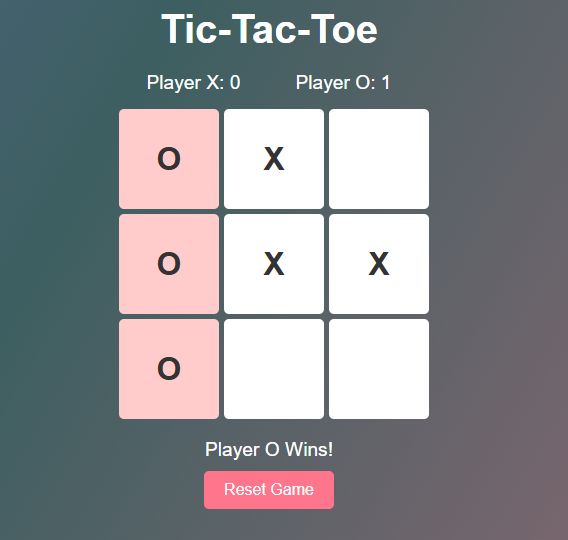 Tic-Tac-Toe
Player X: 0 Player O: 1
O X
O X X
O
Player O Wins!
Reset Game